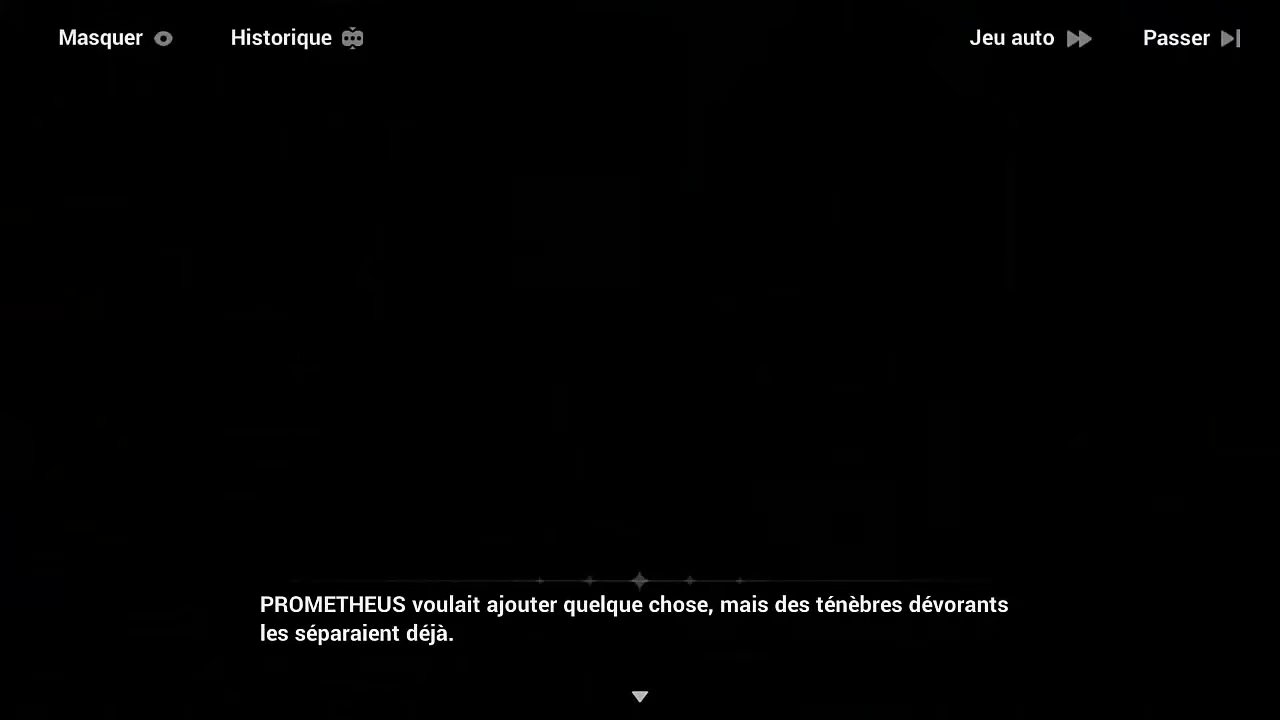 Masquer
Historique
Jeu auto
Passer
PROMETHEUS voulait ajouter quelque chose, mais des ténèbres dévorants
les séparaient déjà.